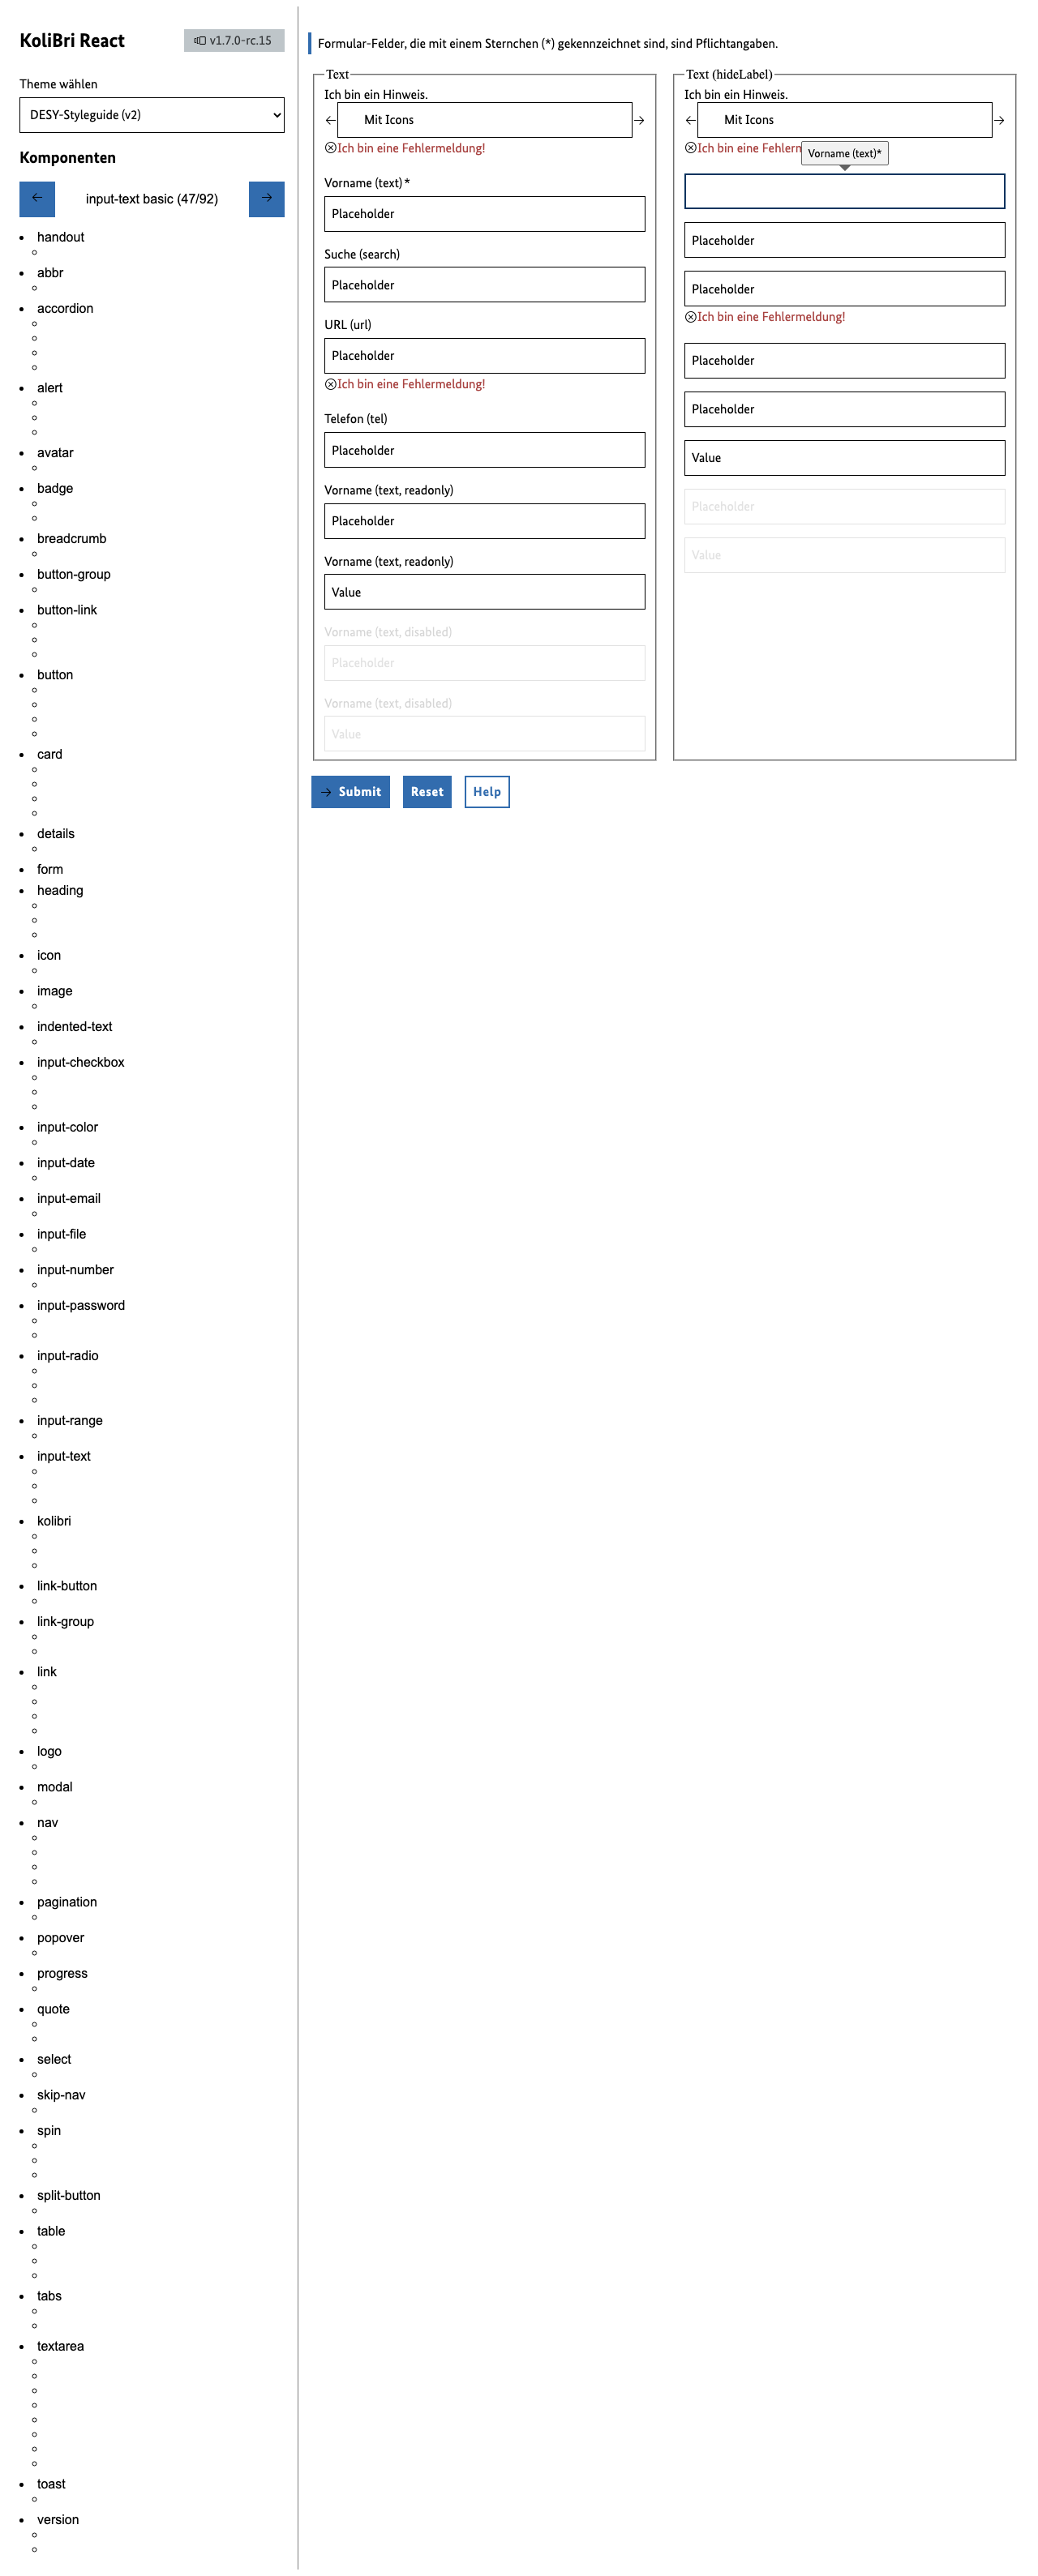 KoliBri React
v1.7.0-rc.15
Theme wählen
DESY-Styleguide (v2)
Komponenten
← input-text basic (47/92) →
handout
abbr
accordion
alert
avatar
badge
breadcrumb
button-group
button-link
button
card
details
form
heading
icon
image
indented-text
input-checkbox
input-color
input-date
input-email
input-file
input-number
input-password
input-radio
input-range
input-text
kolibri
link-button
link-group
link
logo
modal
nav
pagination
popover
progress
quote
select
skip-nav
spin
split-button
table
tabs
textarea
toast
version
Formular-Felder, die mit einem Sternchen (*) gekennzeichnet sind, sind Pflichtangaben.
Text
Ich bin ein Hinweis.
Mit Icons
Ich bin eine Fehlermeldung!
Vorname (text)*
Placeholder
Suche (search)
Placeholder
URL (url)
Placeholder
Ich bin eine Fehlermeldung!
Telefon (tel)
Placeholder
Vorname (text, readonly)
Placeholder
Vorname (text, readonly)
Value
Vorname (text, disabled)
Placeholder
Vorname (text, disabled)
Value
Text (hideLabel)
Ich bin ein Hinweis.
Mit Icons
Ich bin eine Fehlern
Vorname (text)*
Placeholder
Placeholder
Ich bin eine Fehlermeldung!
Placeholder
Placeholder
Value
Placeholder
Value
→ Submit
Reset
Help